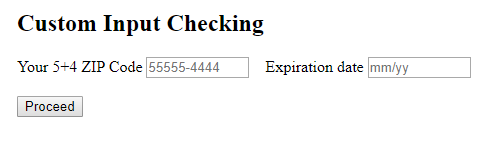 Custom Input Checking
Your 5+4 ZIP Code 55555-4444 Expiration date mm/yy
Proceed